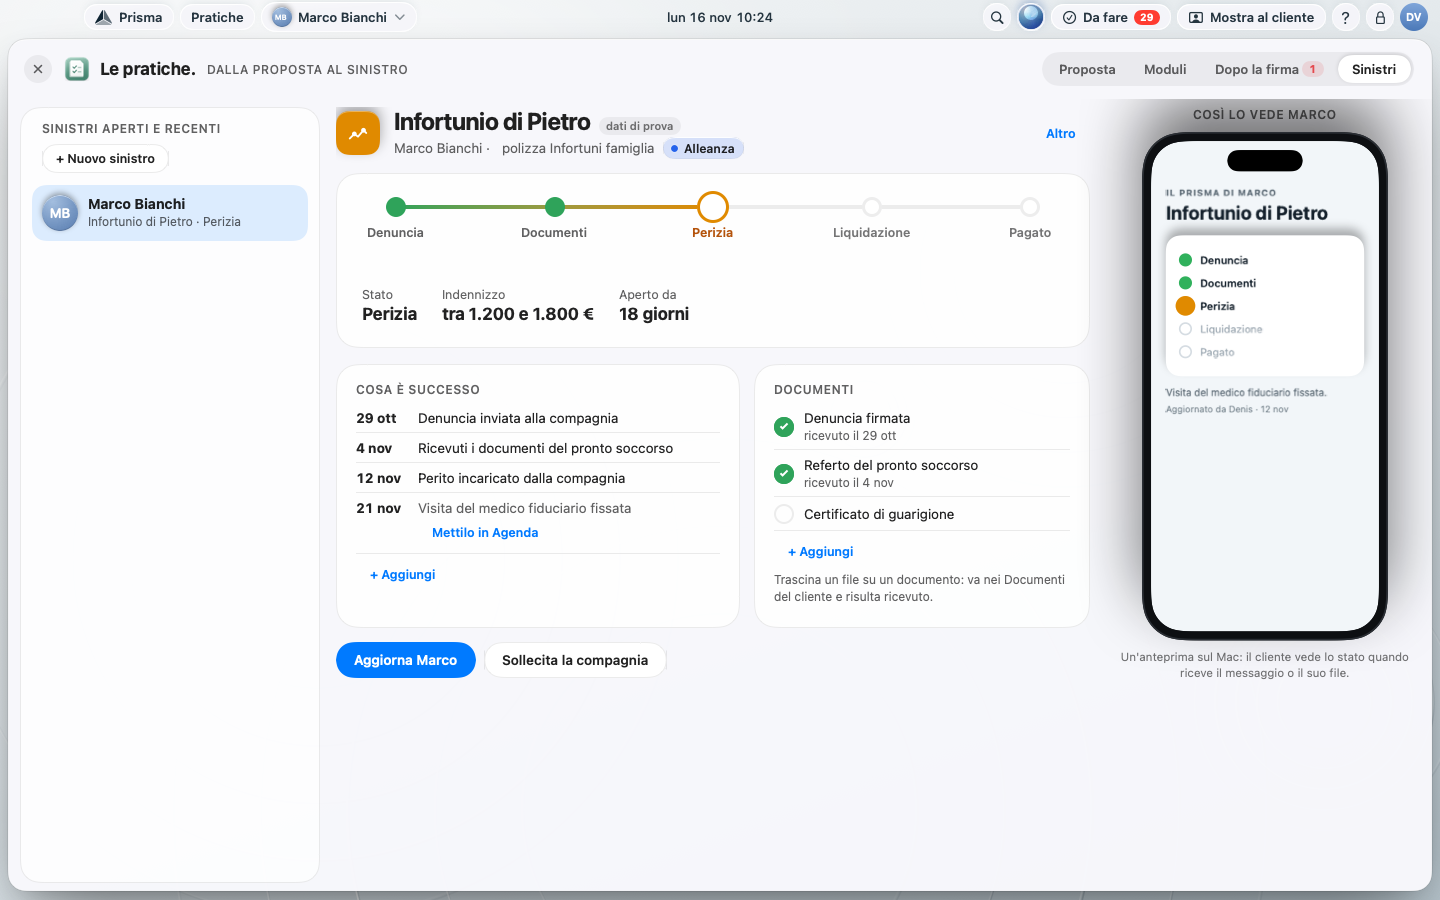 Prisma
Pratiche
MB Marco Bianchi
lun 16 nov 10:24
Da fare 29
Mostra al cliente
?
DV
Le pratiche. DALLA PROPOSTA AL SINISTRO
Proposta
Moduli
Dopo la firma 1
Sinistri
SINISTRI APERTI E RECENTI
+ Nuovo sinistro
MB
Marco Bianchi
Infortunio di Pietro · Perizia
Infortunio di Pietro dati di prova
Marco Bianchi · polizza Infortuni famiglia Alleanza
Altro
Denuncia
Documenti
Perizia
Liquidazione
Pagato
Stato
Perizia
Indennizzo
tra 1.200 e 1.800 €
Aperto da
18 giorni
COSA È SUCCESSO
29 ott Denuncia inviata alla compagnia
4 nov Ricevuti i documenti del pronto soccorso
12 nov Perito incaricato dalla compagnia
21 nov Visita del medico fiduciario fissata
Mettilo in Agenda
+ Aggiungi
DOCUMENTI
Denuncia firmata
ricevuto il 29 ott
Referto del pronto soccorso
ricevuto il 4 nov
Certificato di guarigione
+ Aggiungi
Trascina un file su un documento: va nei Documenti
del cliente e risulta ricevuto.
Aggiorna Marco
Sollecita la compagnia
COSÌ LO VEDE MARCO
IL PRISMA DI MARCO
Infortunio di Pietro
Denuncia
Documenti
Perizia
Liquidazione
Pagato
Visita del medico fiduciario fissata.
Aggiornato da Denis · 12 nov
Un'anteprima sul Mac: il cliente vede lo stato quando
riceve il messaggio o il suo file.